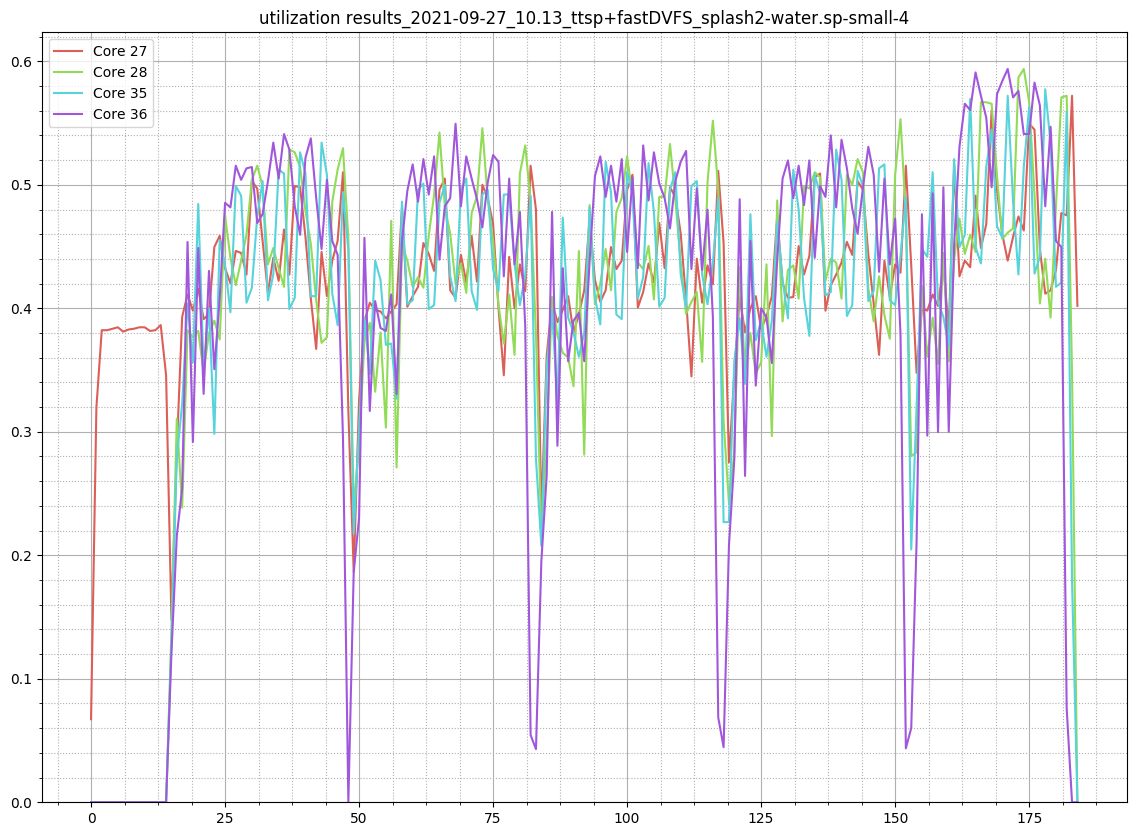 utilization results_2021-09-27_10.13_ttsp+fastDVFS_splash2-water.sp-small-4
Core 27
Core 28
Core 35
Core 36
0.6
0.5
0.4
0.3
0.2
0.1
0.0
0 25 50 75 100 125 150 175